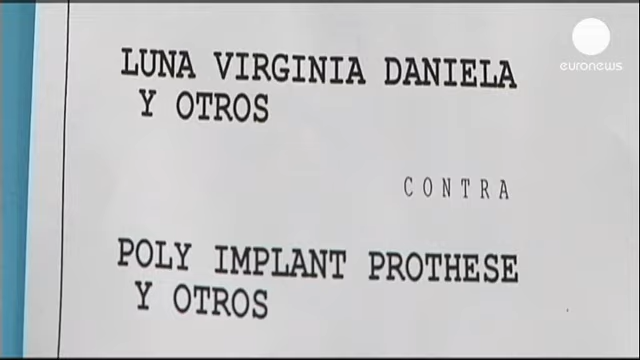 euronews
LUNA VIRGINIA DANIELA
Y OTROS
CONTRA
POLY IMPLANT PROTHESE
Y OTROS